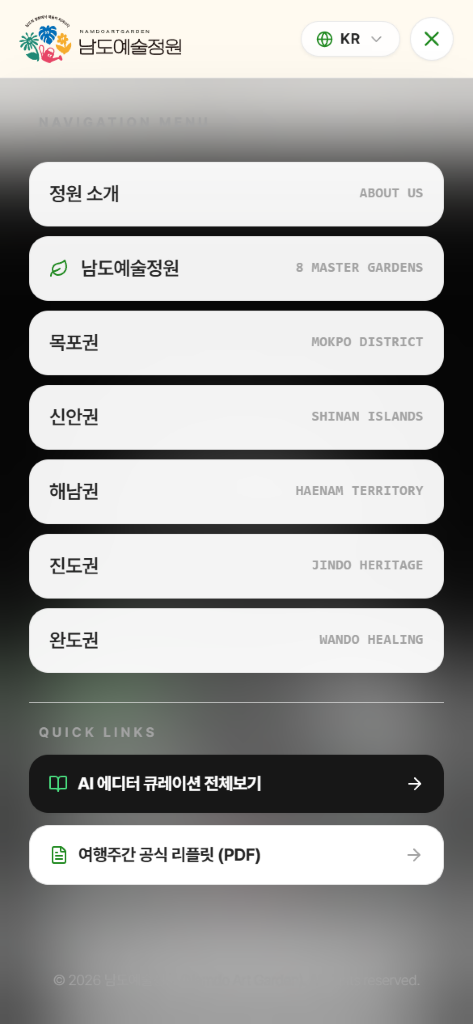 NAMDOARTGARDEN
남도예술정원
KR
NAVIGATION MENU
정원 소개 ABOUT US
남도예술정원 8 MASTER GARDENS
목포권 MOKPO DISTRICT
신안권 SHINAN ISLANDS
해남권 HAENAM TERRITORY
진도권 JINDO HERITAGE
완도권 WANDO HEALING
QUICK LINKS
AI 에디터 큐레이션 전체보기
여행주간 공식 리플릿 (PDF)
© 2026